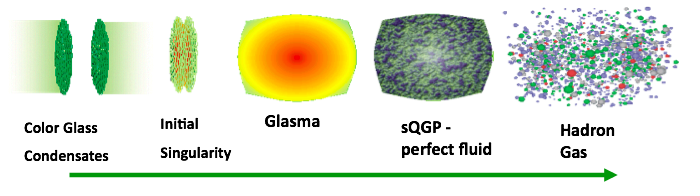 Color Glass
Condensates
Initial
Singularity
Glasma
sQGP -
perfect fluid
Hadron
Gas